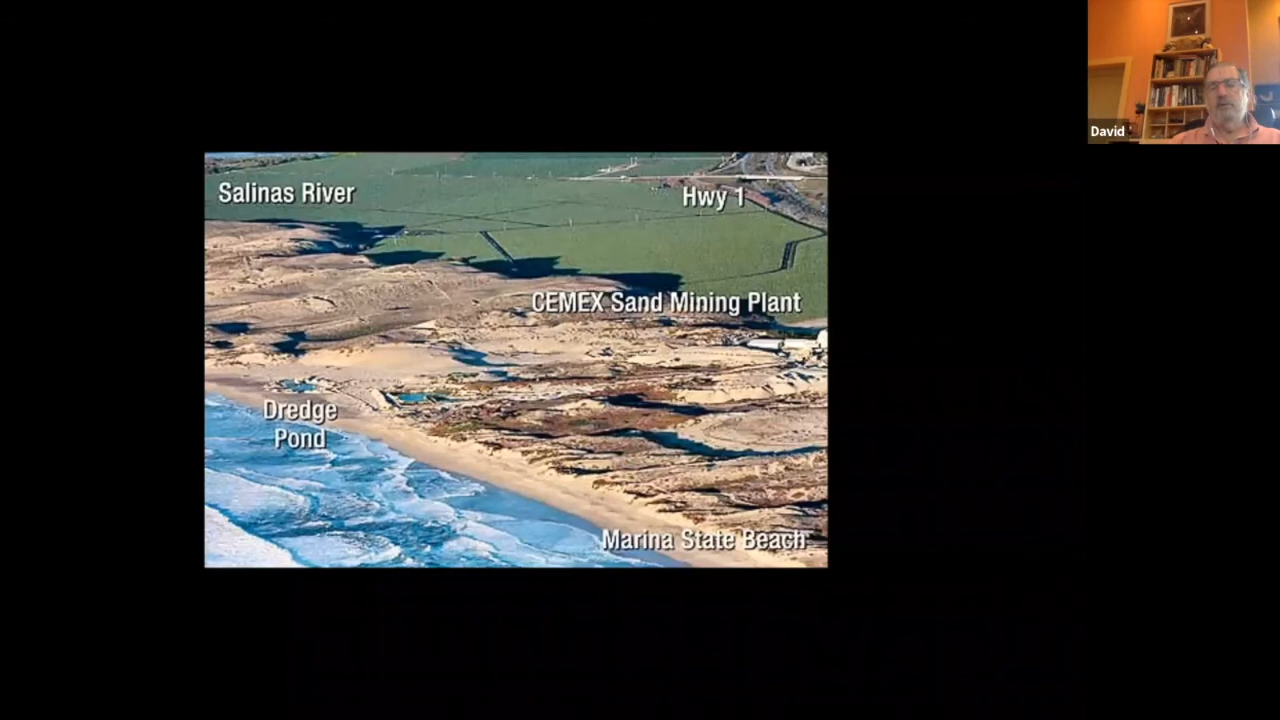 David
Salinas River
Hwy 1
CEMEX Sand Mining Plant
Dredge
Pond
Marina State Beach